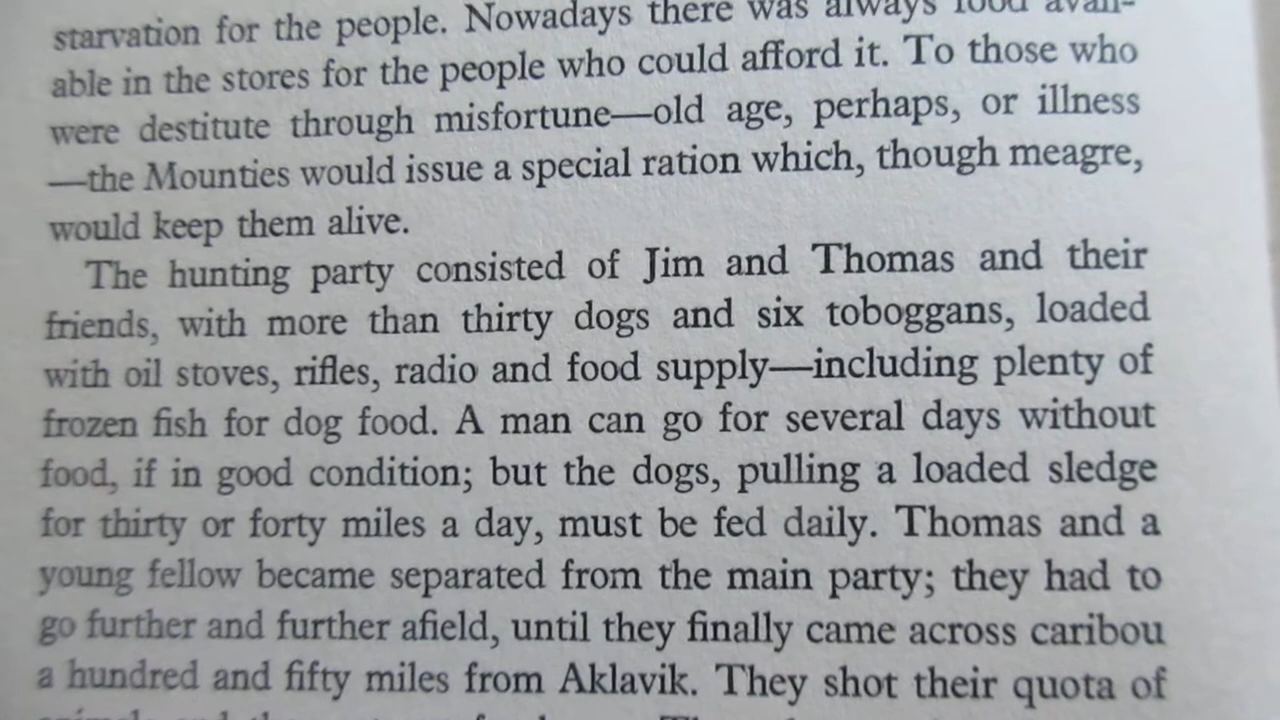 starvation for the people. Nowadays there was always food avail-
able in the stores for the people who could afford it. To those who
were destitute through misfortune—old age, perhaps, or illness
—the Mounties would issue a special ration which, though meagre,
would keep them alive.
The hunting party consisted of Jim and Thomas and their
friends, with more than thirty dogs and six toboggans, loaded
with oil stoves, rifles, radio and food supply—including plenty of
frozen fish for dog food. A man can go for several days without
food, if in good condition; but the dogs, pulling a loaded sledge
for thirty or forty miles a day, must be fed daily. Thomas and a
young fellow became separated from the main party; they had to
go further and further afield, until they finally came across caribou
a hundred and fifty miles from Aklavik. They shot their quota of